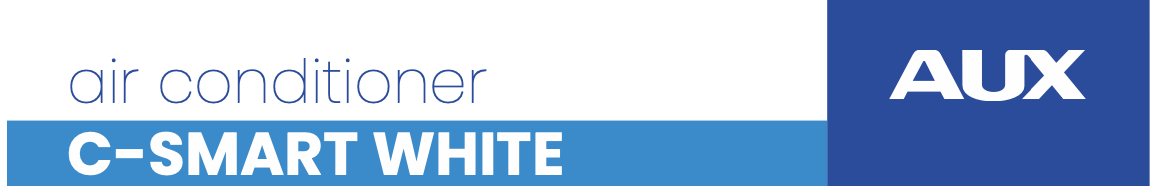 air conditioner
C-SMART WHITE
AUX